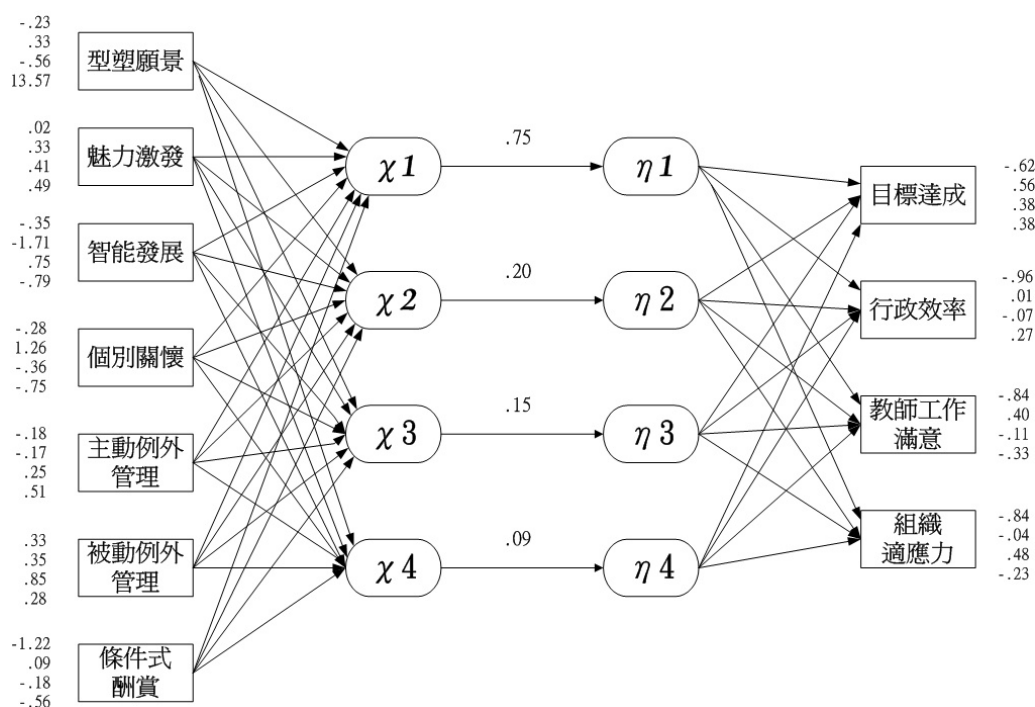 -.23
.33
-.56
13.57
型塑願景
.02
.33
.41
.49
魅力激發
-.35
-1.71
.75
-.79
智能發展
-.28
1.26
-.36
-.75
個別關懷
-.18
-.17
.25
.51
主動例外
管理
.33
.35
.85
.28
被動例外
管理
-1.22
.09
-.18
-.56
條件式
酬賞
χ1
.75
η1
χ2
.20
η2
χ3
.15
η3
χ4
.09
η4
目標達成
-.62
.56
.38
.38
行政效率
-.96
.01
-.07
.27
教師工作
滿意
-.84
.40
-.11
-.33
組織
適應力
-.84
-.04
.48
-.23